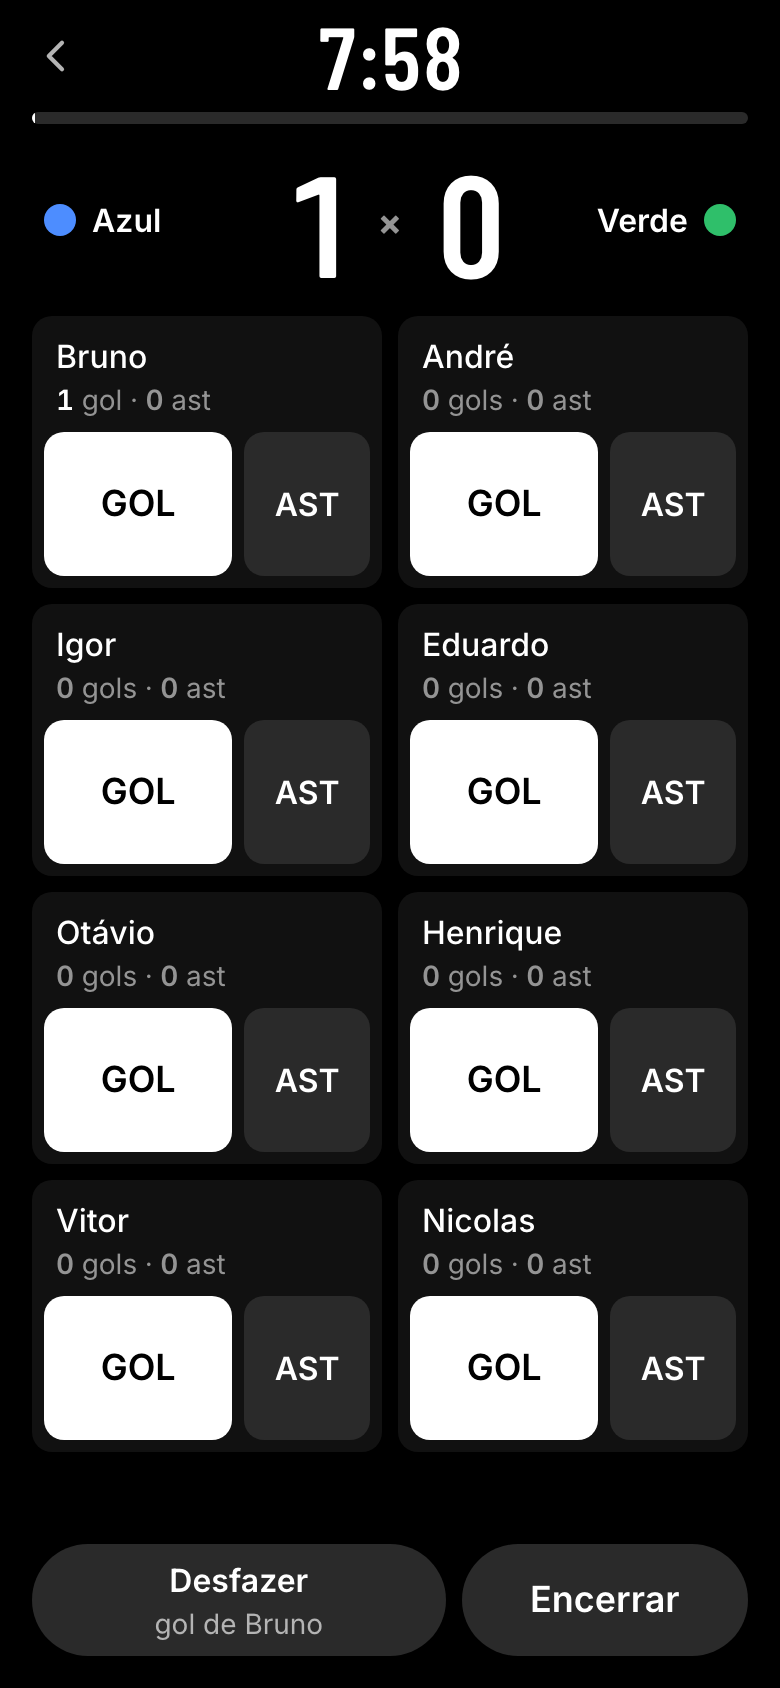 7:58
Azul 1 × 0 Verde
Bruno
1 gol · 0 ast
GOL AST
André
0 gols · 0 ast
GOL AST
Igor
0 gols · 0 ast
GOL AST
Eduardo
0 gols · 0 ast
GOL AST
Otávio
0 gols · 0 ast
GOL AST
Henrique
0 gols · 0 ast
GOL AST
Vitor
0 gols · 0 ast
GOL AST
Nicolas
0 gols · 0 ast
GOL AST
Desfazer
gol de Bruno
Encerrar